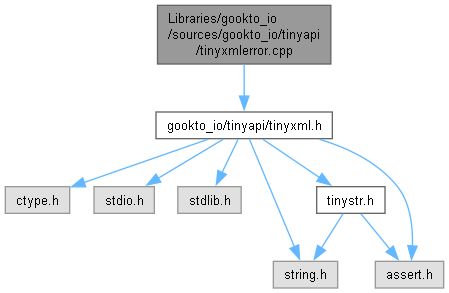 Libraries/gookto_io
/sources/gookto_io/tinyapi
/tinyxmlerror.cpp
gookto_io/tinyapi/tinyxml.h
ctype.h
stdio.h
stdlib.h
tinystr.h
string.h
assert.h